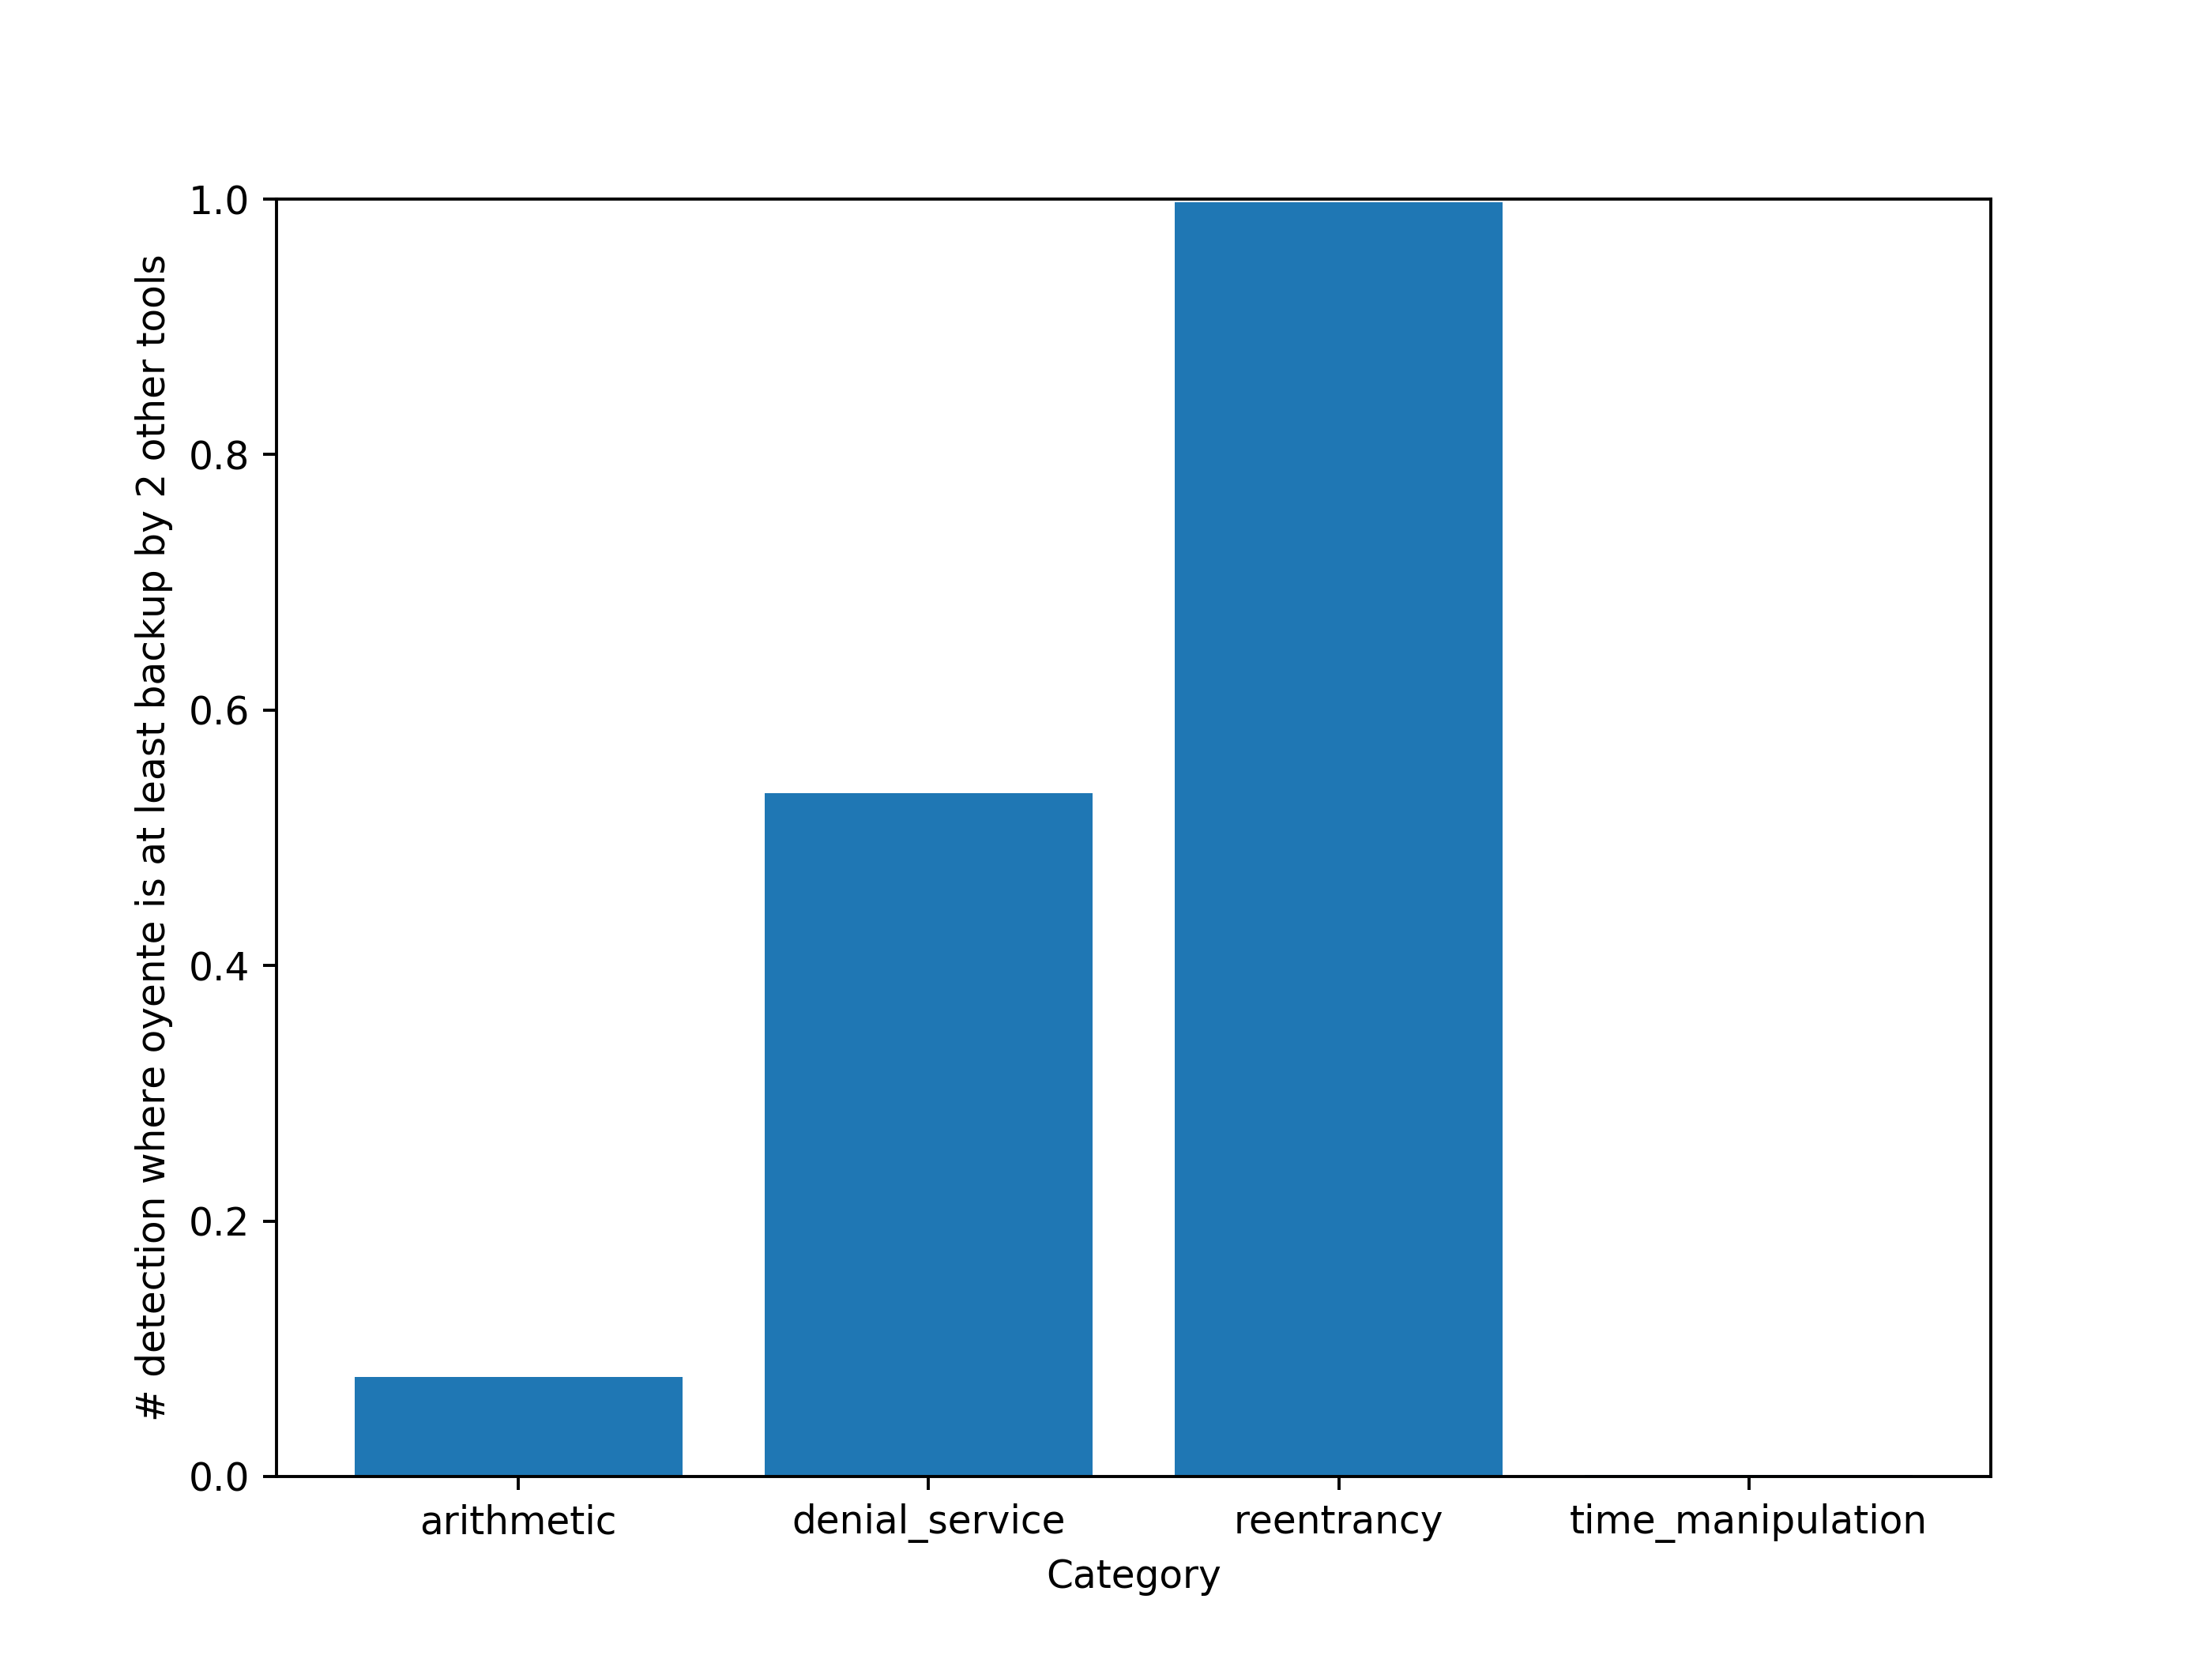 # detection where oyente is at least backup by 2 other tools
1.0
0.8
0.6
0.4
0.2
0.0
arithmetic denial_service reentrancy time_manipulation
Category